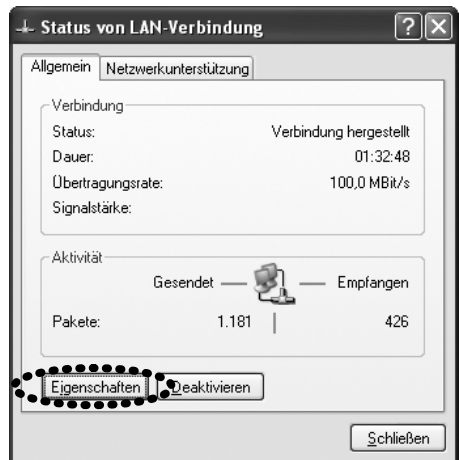 Status von LAN-Verbindung
Allgemein Netzwerkunterstützung
Verbindung
Status: Verbindung hergestellt
Dauer: 01:32:48
Übertragungsrate: 100,0 MBit/s
Signalstärke:
Aktivität
Gesendet Empfangen
Pakete: 1.181 426
Eigenschaften Deaktivieren
Schließen